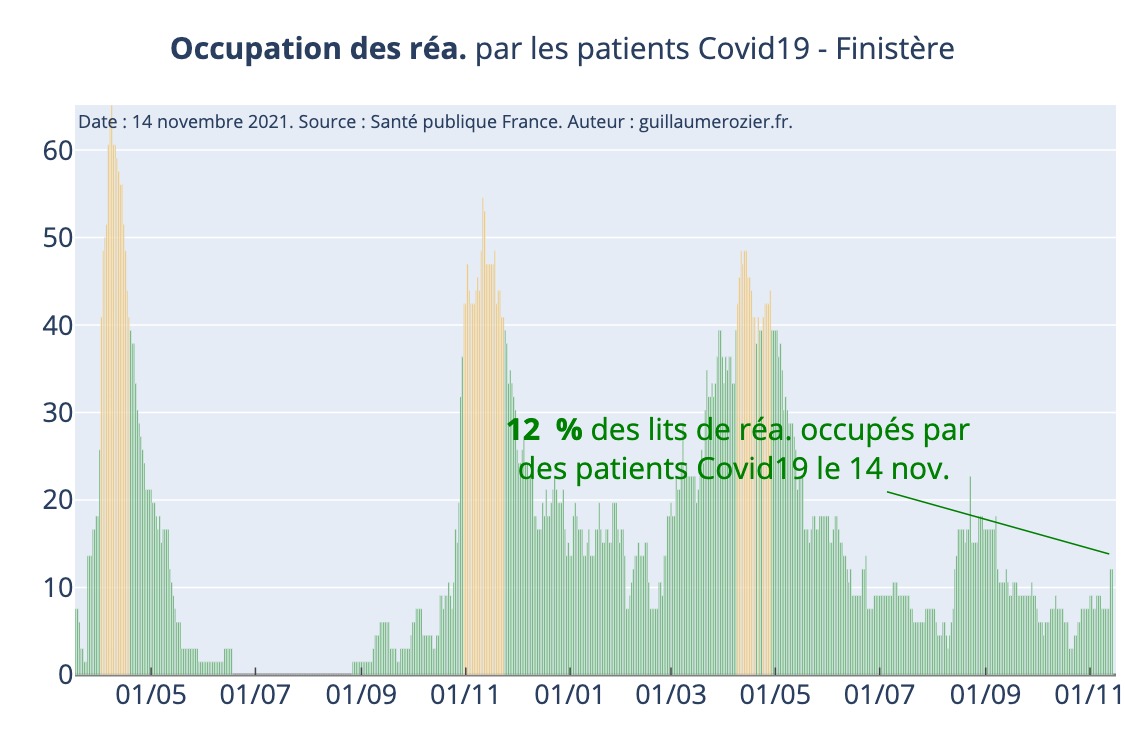 Occupation des réa. par les patients Covid19 - Finistère
Date : 14 novembre 2021. Source : Santé publique France. Auteur : guillaumerozier.fr.
60
50
40
30
20
10
0
12 % des lits de réa. occupés par
des patients Covid19 le 14 nov.
01/05 01/07 01/09 01/11 01/01 01/03 01/05 01/07 01/09 01/11